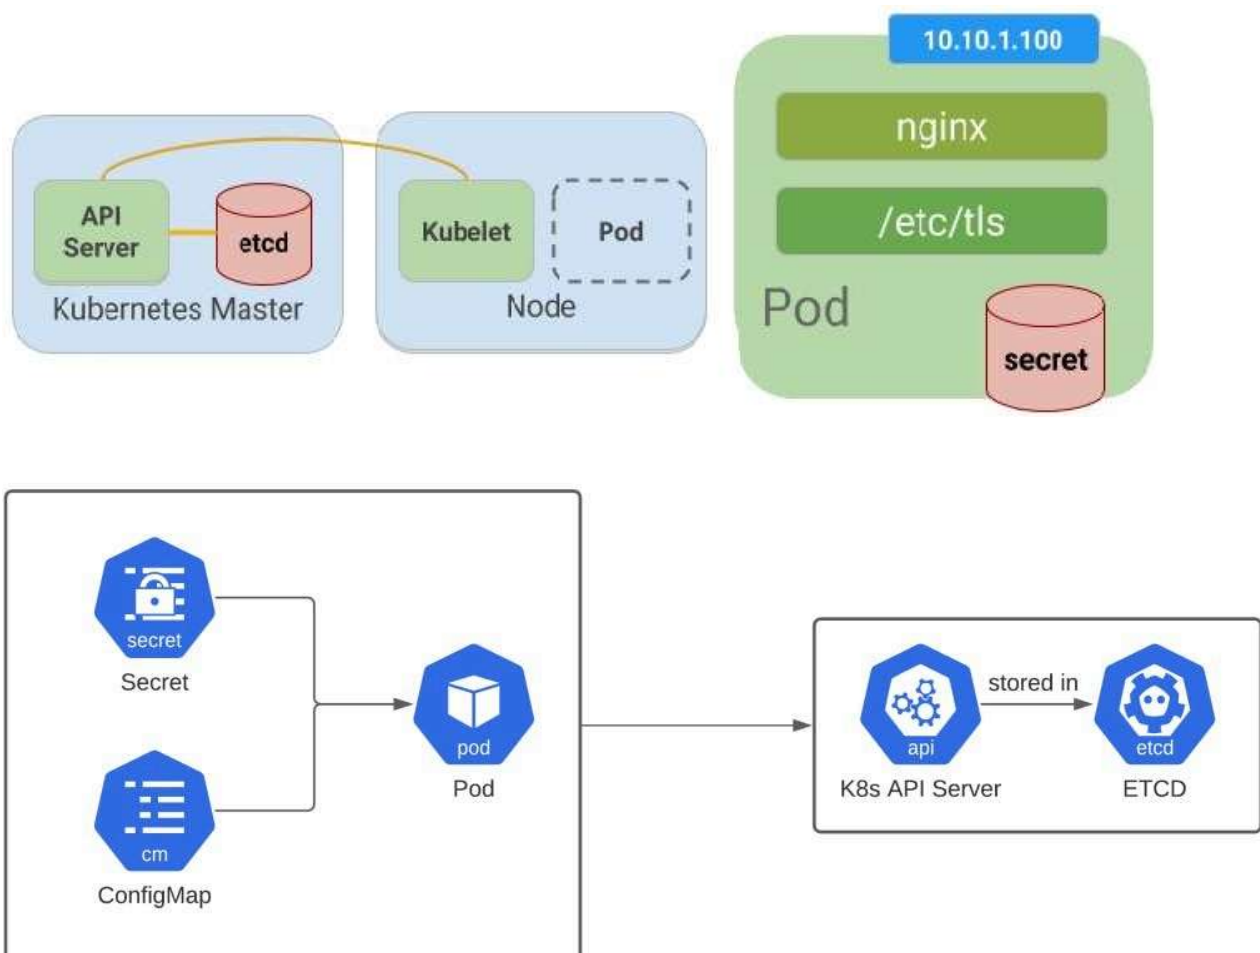 10.10.1.100
nginx
/etc/tls
Pod
secret
API
Server
etcd
Kubernetes Master
Kubelet
Pod
Node
secret
Secret
cm
ConfigMap
pod
Pod
api
K8s API Server
stored in
etcd
ETCD